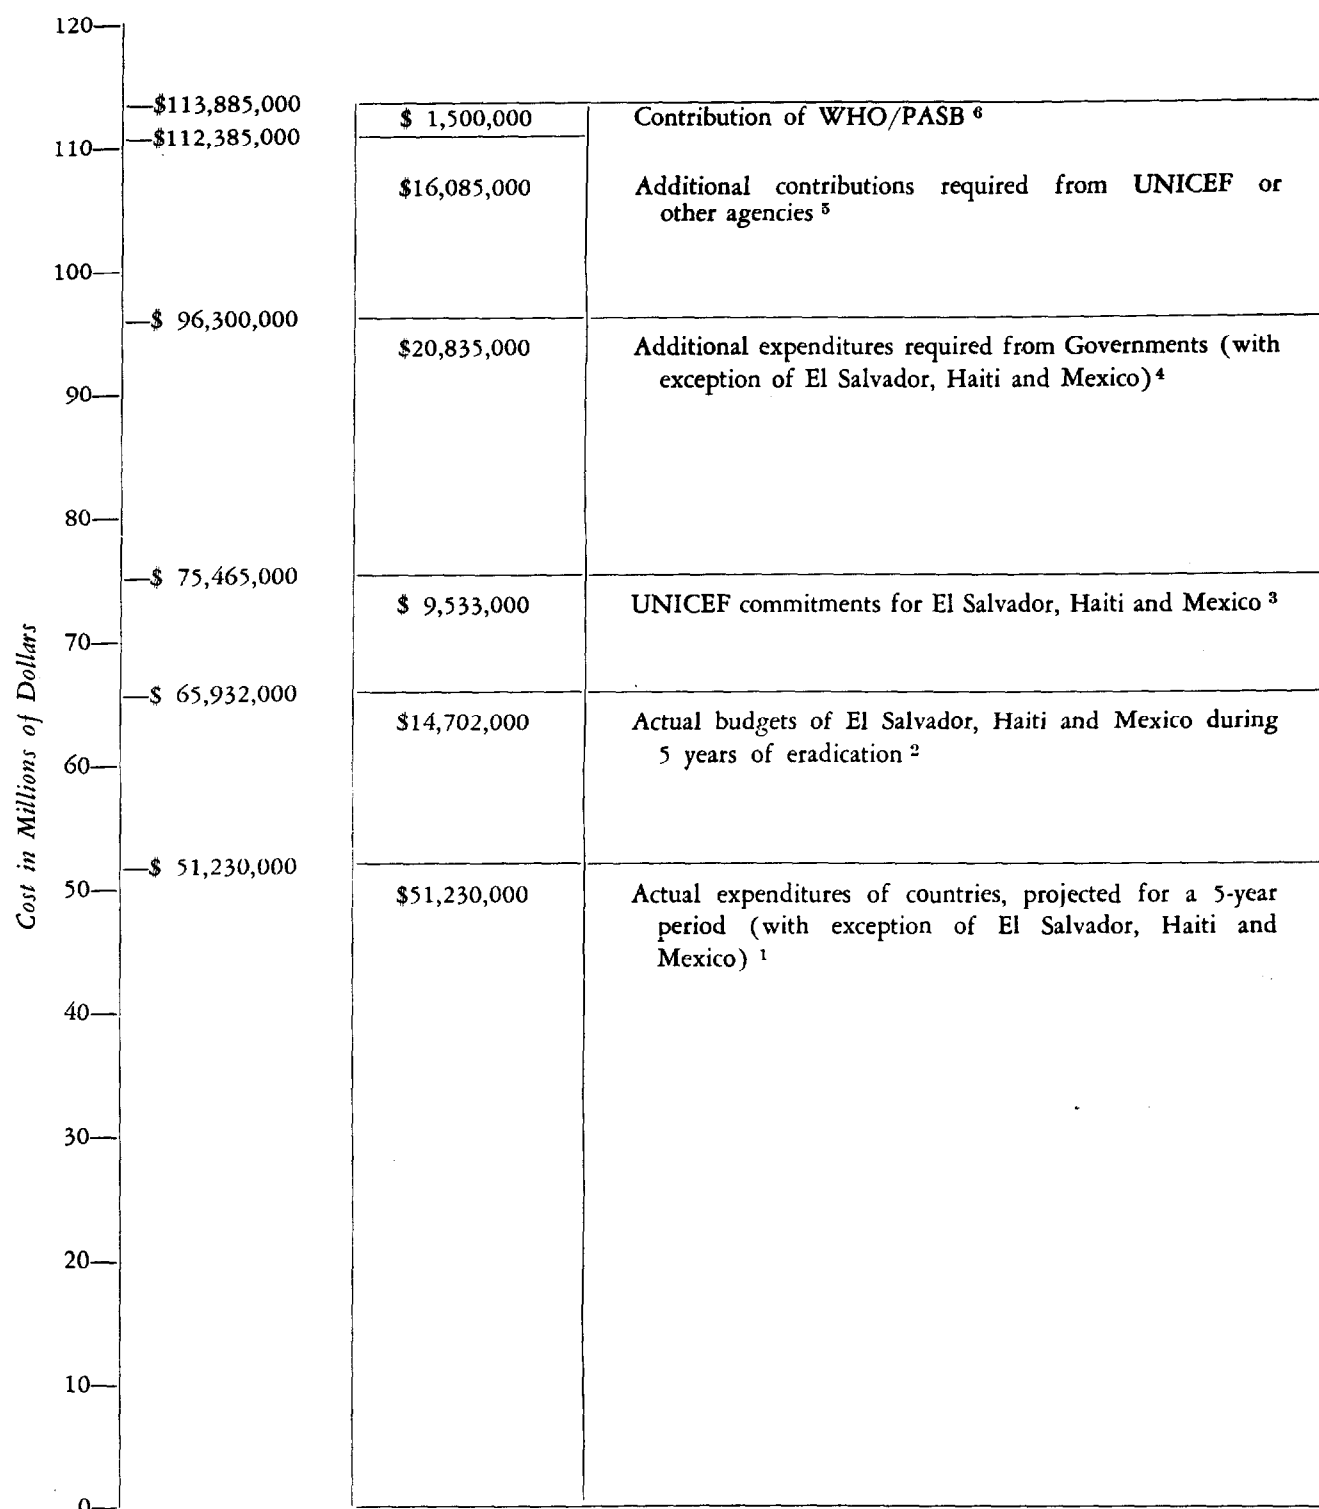 120—
—$113,885,000
$ 1,500,000 Contribution of WHO/PASB ⁶
—$112,385,000
110—
$16,085,000 Additional contributions required from UNICEF or
other agencies ⁵
100—
—$ 96,300,000
$20,835,000 Additional expenditures required from Governments (with
exception of El Salvador, Haiti and Mexico) ⁴
90—
80—
—$ 75,465,000
$ 9,533,000 UNICEF commitments for El Salvador, Haiti and Mexico ³
Cost in Millions of Dollars
70—
—$ 65,932,000
$14,702,000 Actual budgets of El Salvador, Haiti and Mexico during
5 years of eradication ²
60—
—$ 51,230,000
50—
$51,230,000 Actual expenditures of countries, projected for a 5-year
period (with exception of El Salvador, Haiti and
Mexico) ¹
40—
30—
20—
10—
0—